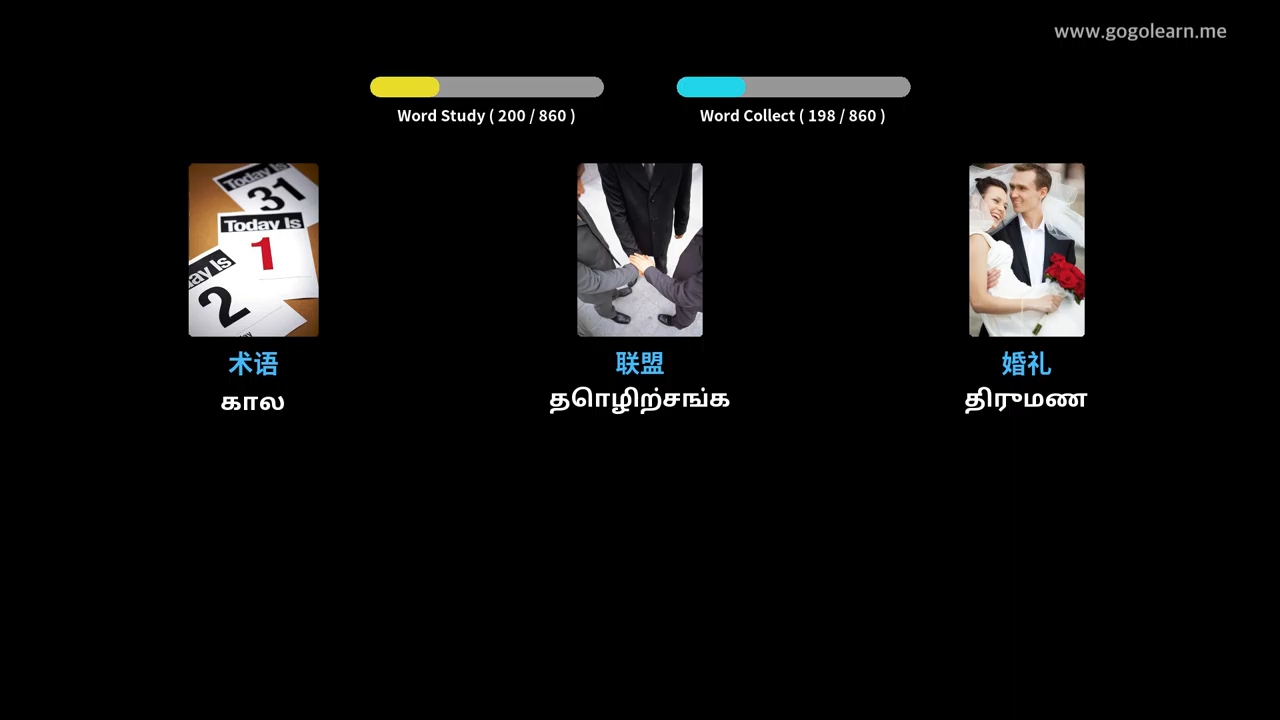 www.gogolearn.me
Word Study ( 200 / 860 )
Word Collect ( 198 / 860 )
Today Is
31
Today Is
1
ay Is
2
术语
联盟
婚礼
கால
தொழிற்சங்க
திருமண